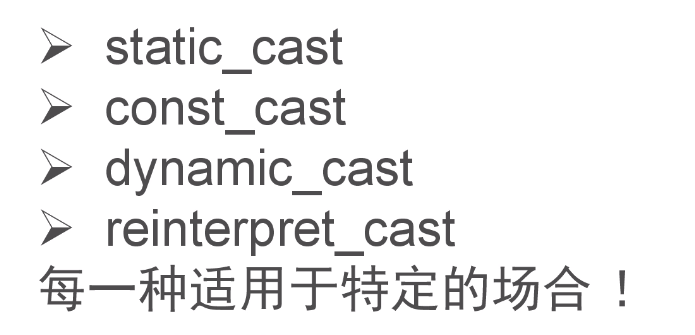 ➢ static_cast
➢ const_cast
➢ dynamic_cast
➢ reinterpret_cast
每一种适用于特定的场合！